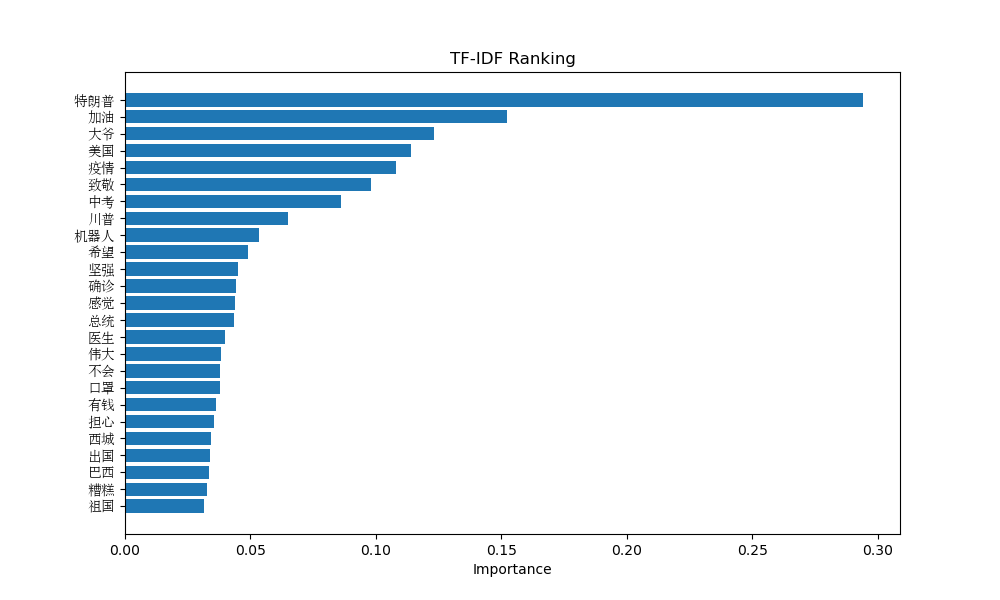 TF-IDF Ranking
特朗普
加油
大爷
美国
疫情
致敬
中考
川普
机器人
希望
坚强
确诊
感觉
总统
医生
伟大
不会
口罩
有钱
担心
西城
出国
巴西
糟糕
祖国
0.00 0.05 0.10 0.15 0.20 0.25 0.30
Importance